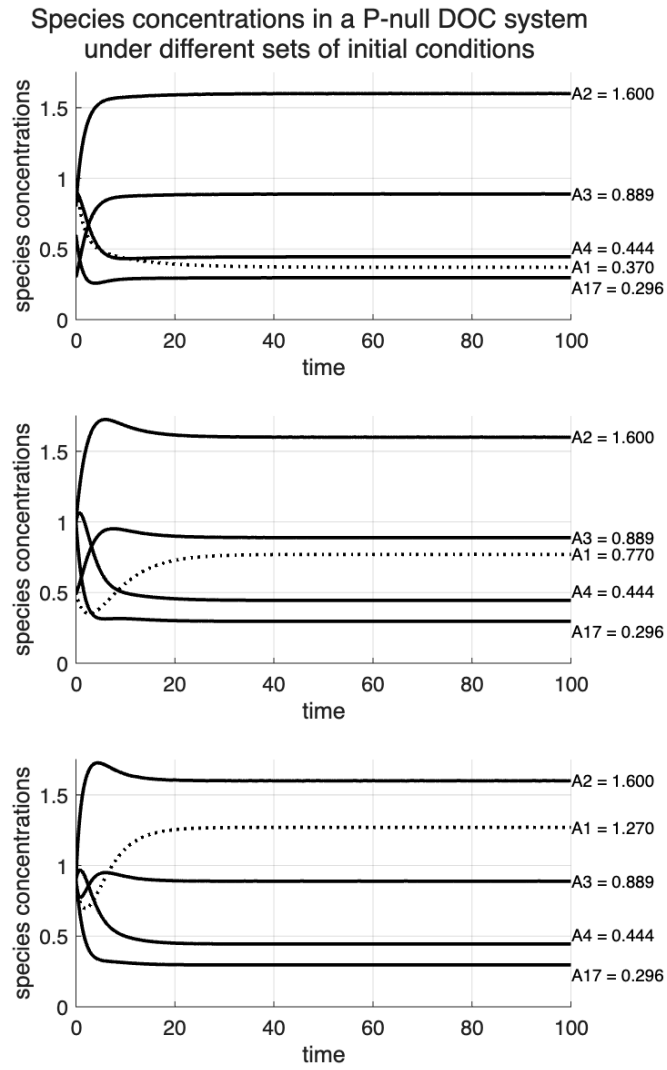 Species concentrations in a P-null DOC system
under different sets of initial conditions
species concentrations
1.5
1
0.5
0
0 20 40 60 80 100
time
A2 = 1.600
A3 = 0.889
A4 = 0.444
A1 = 0.370
A17 = 0.296
species concentrations
1.5
1
0.5
0
0 20 40 60 80 100
time
A2 = 1.600
A3 = 0.889
A1 = 0.770
A4 = 0.444
A17 = 0.296
species concentrations
1.5
1
0.5
0
0 20 40 60 80 100
time
A2 = 1.600
A1 = 1.270
A3 = 0.889
A4 = 0.444
A17 = 0.296